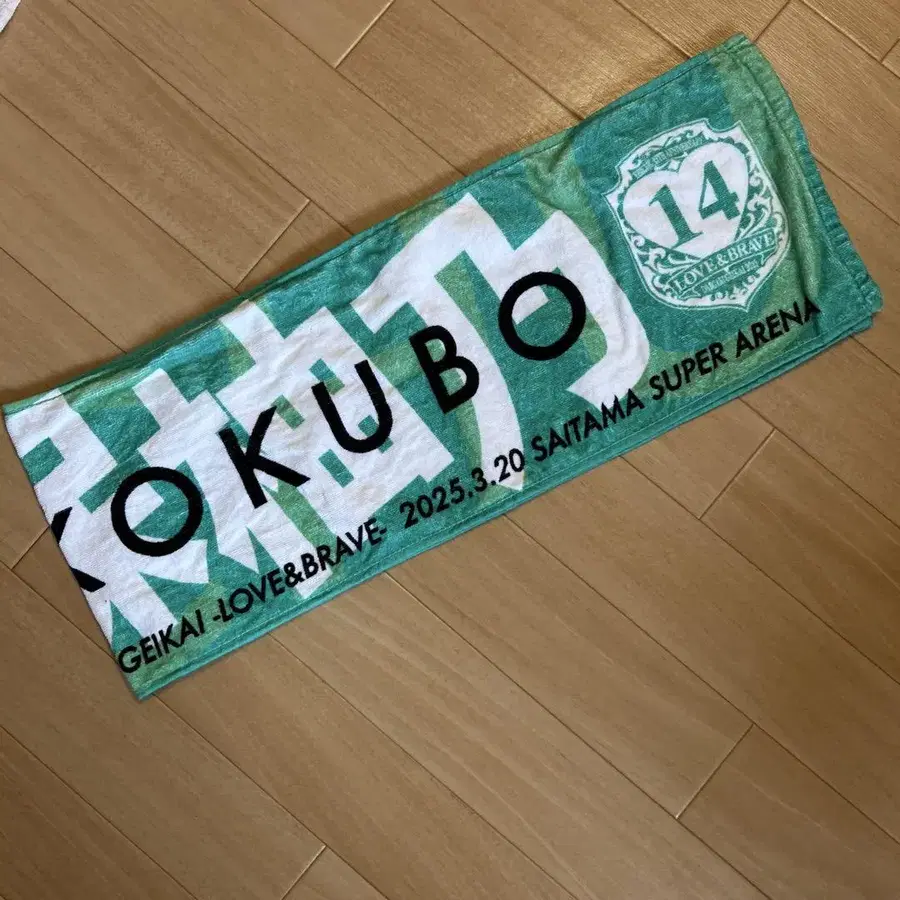 14
LOVE&BRAVE
KOKUBO
GEIKAI -LOVE&BRAVE- 2025.3.20 SAITAMA SUPER ARENA